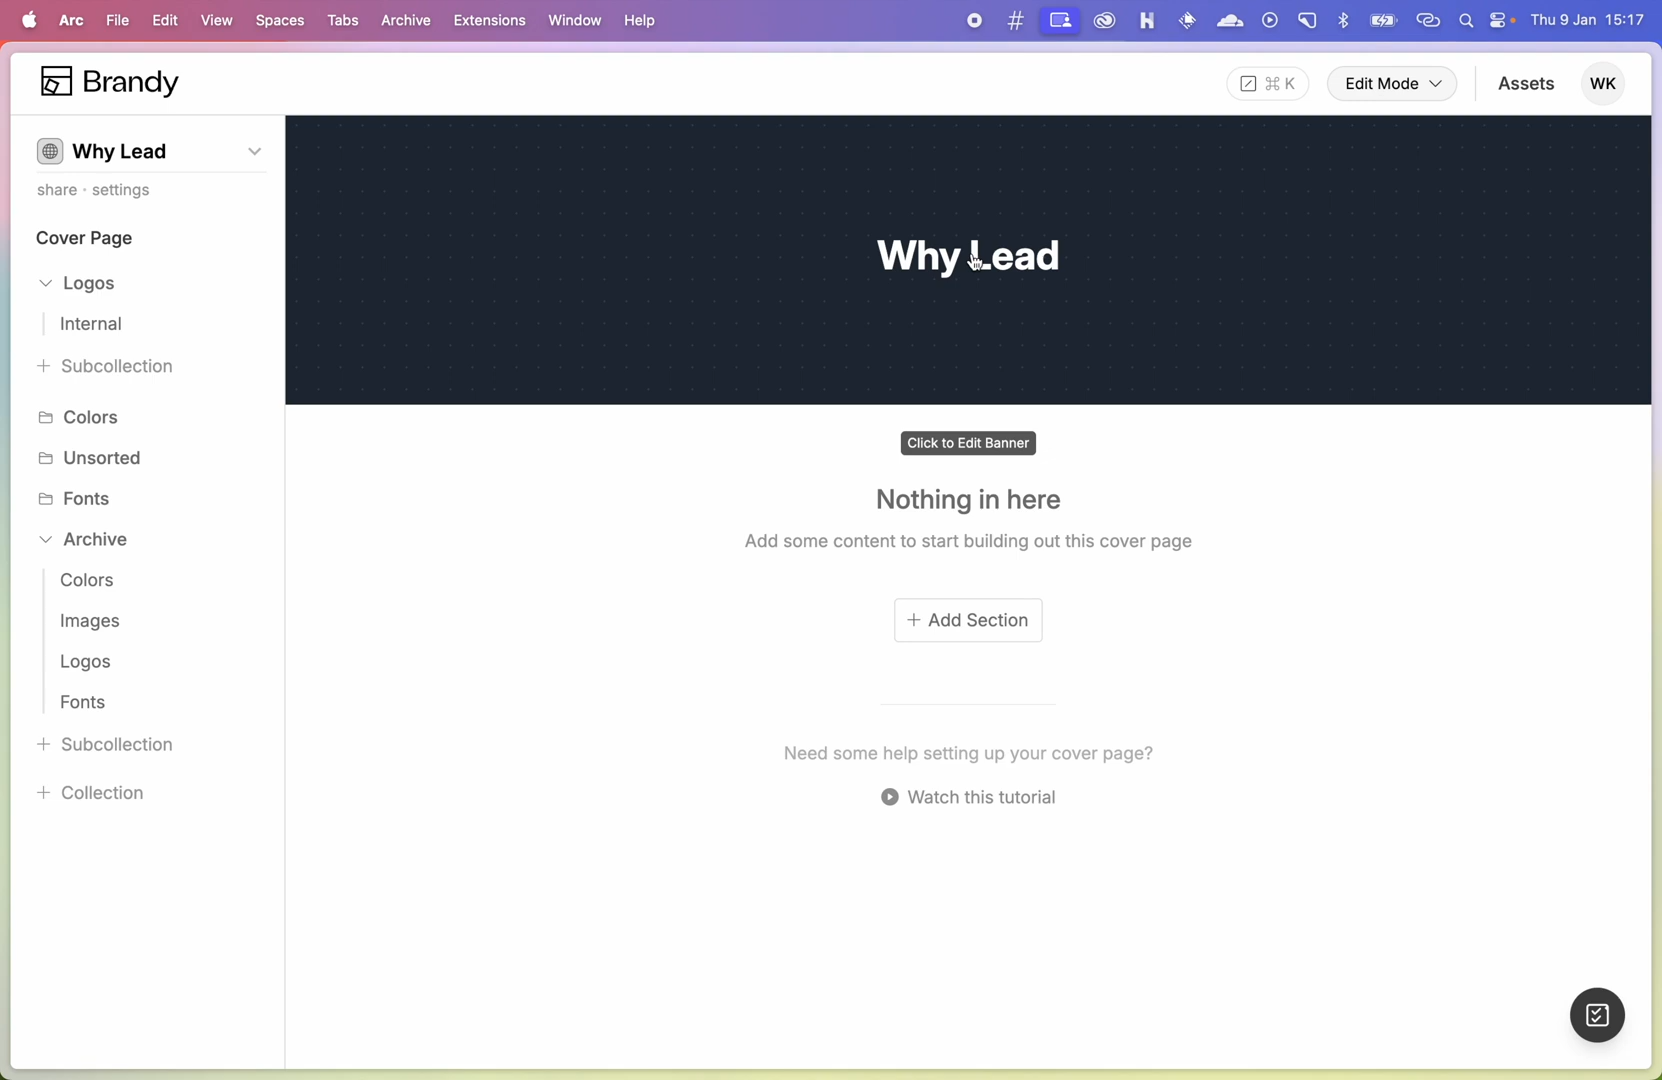 Arc File Edit View Spaces Tabs Archive Extensions Window Help Thu 9 Jan 15:17
Brandy
⌘ K
Edit Mode
Assets
WK
Why Lead
share · settings
Cover Page
Logos
Internal
+ Subcollection
Colors
Unsorted
Fonts
Archive
Colors
Images
Logos
Fonts
+ Subcollection
+ Collection
Why Lead
Click to Edit Banner
Nothing in here
Add some content to start building out this cover page
+ Add Section
Need some help setting up your cover page?
Watch this tutorial